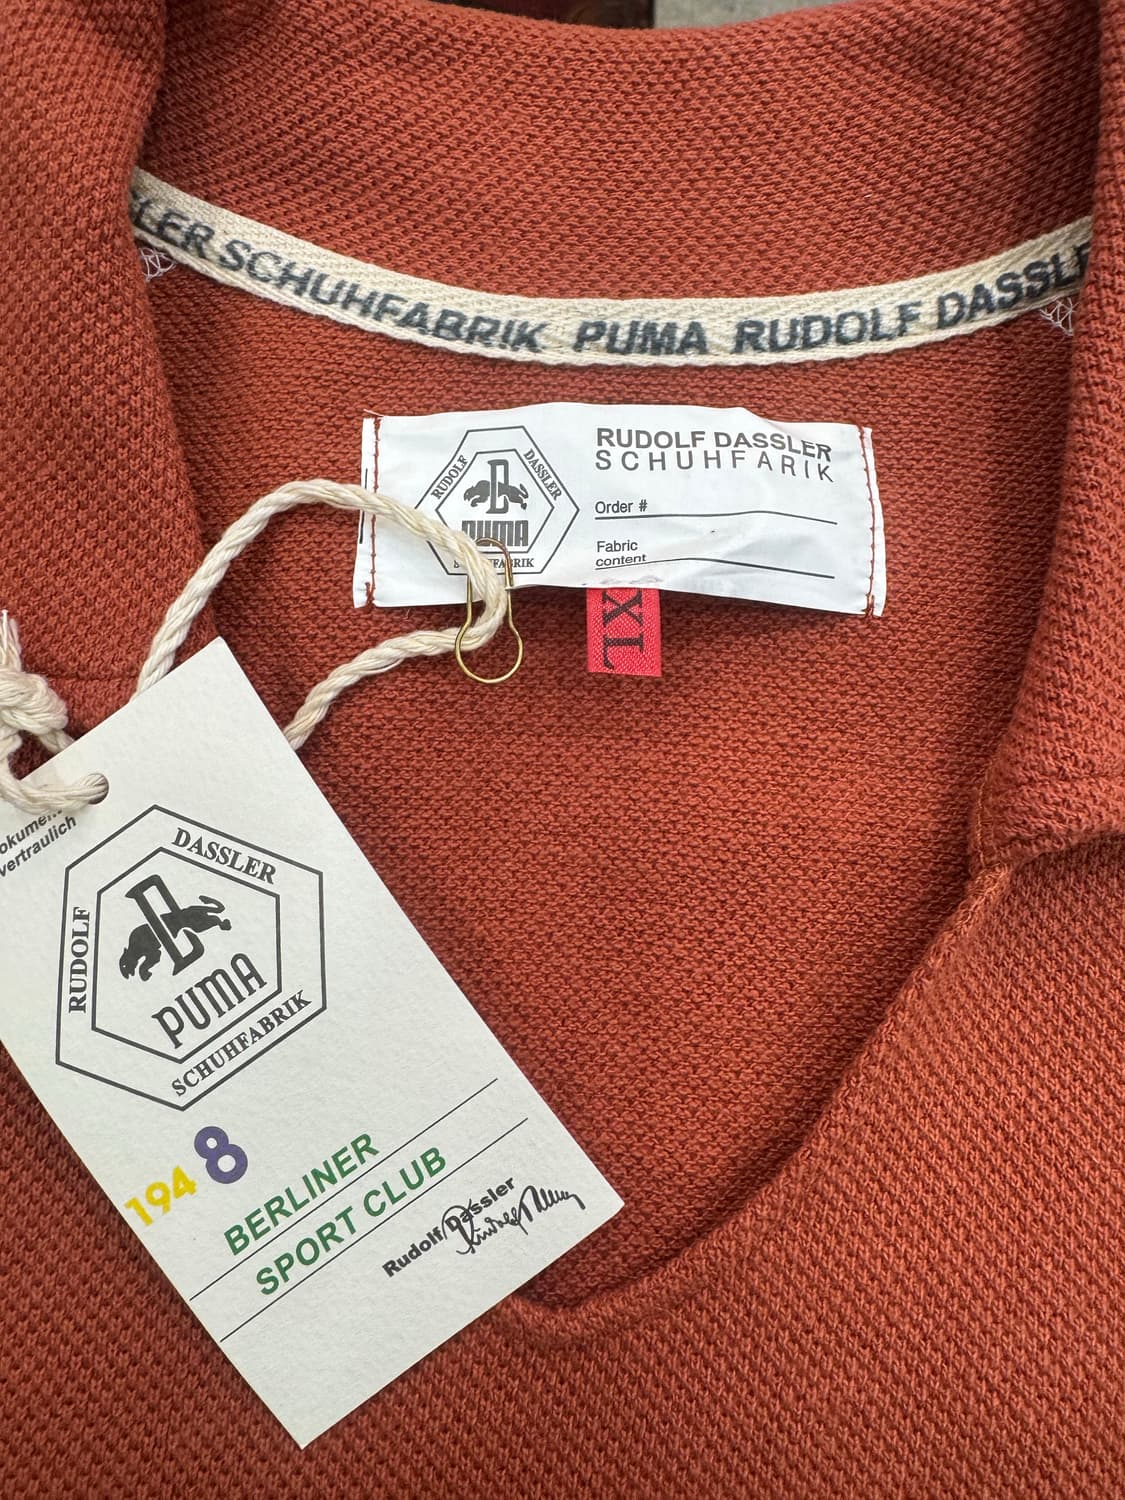 LER SCHUHFABRIK PUMA RUDOLF DASSLE
RUDOLF DASSLER
SCHUHFARIK
Order #
Fabric
content
RUDOLF
DASSLER
PUMA
XL
vertraulich
RUDOLF
DASSLER
D
PUMA
SCHUHFABRIK
1948
BERLINER
SPORT CLUB
Rudolf Dassler